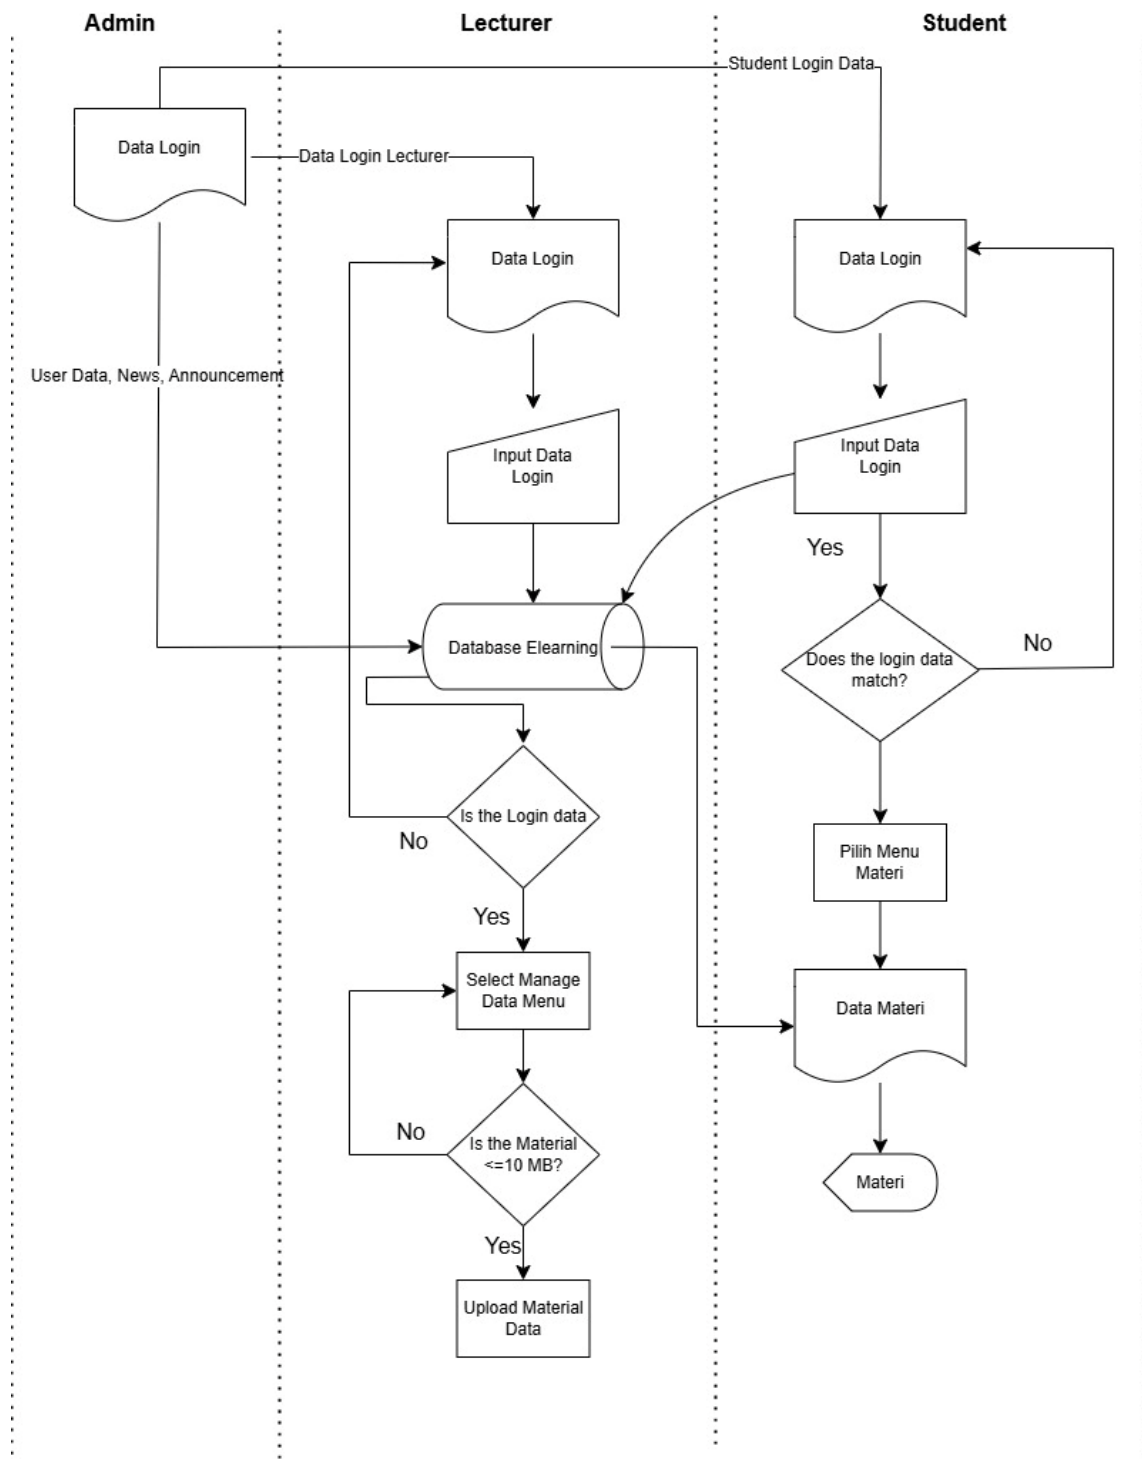 Admin
Lecturer
Student
Student Login Data
Data Login
Data Login Lecturer
Data Login
Data Login
User Data, News, Announcement
Input Data
Login
Input Data
Login
Yes
Database Elearning
Does the login data
match?
No
Is the Login data
No
Yes
Pilih Menu
Materi
Select Manage
Data Menu
Data Materi
No
Is the Material
<=10 MB?
Materi
Yes
Upload Material
Data